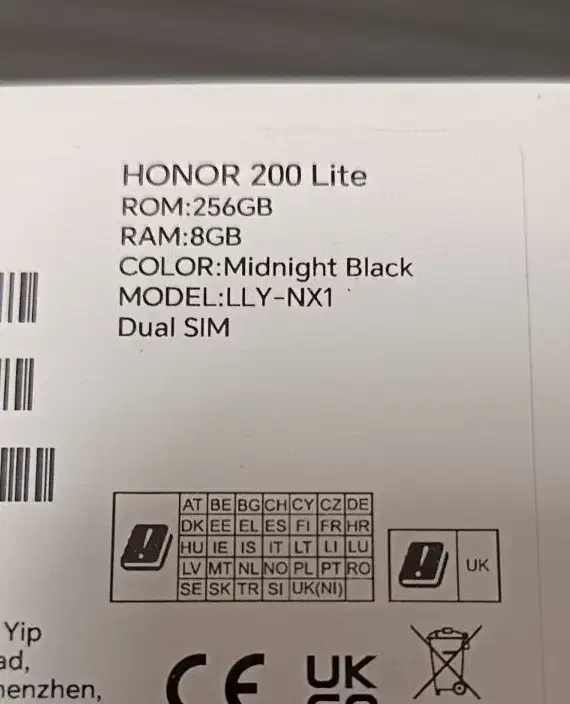 HONOR 200 Lite
ROM:256GB
RAM:8GB
COLOR:Midnight Black
MODEL:LLY-NX1
Dual SIM
AT BE BG CH CY CZ DE
DK EE EL ES FI FR HR
HU IE IS IT LT LI LU
LV MT NL NO PL PT RO
SE SK TR SI UK(NI)
UK
Yip
CE
UK